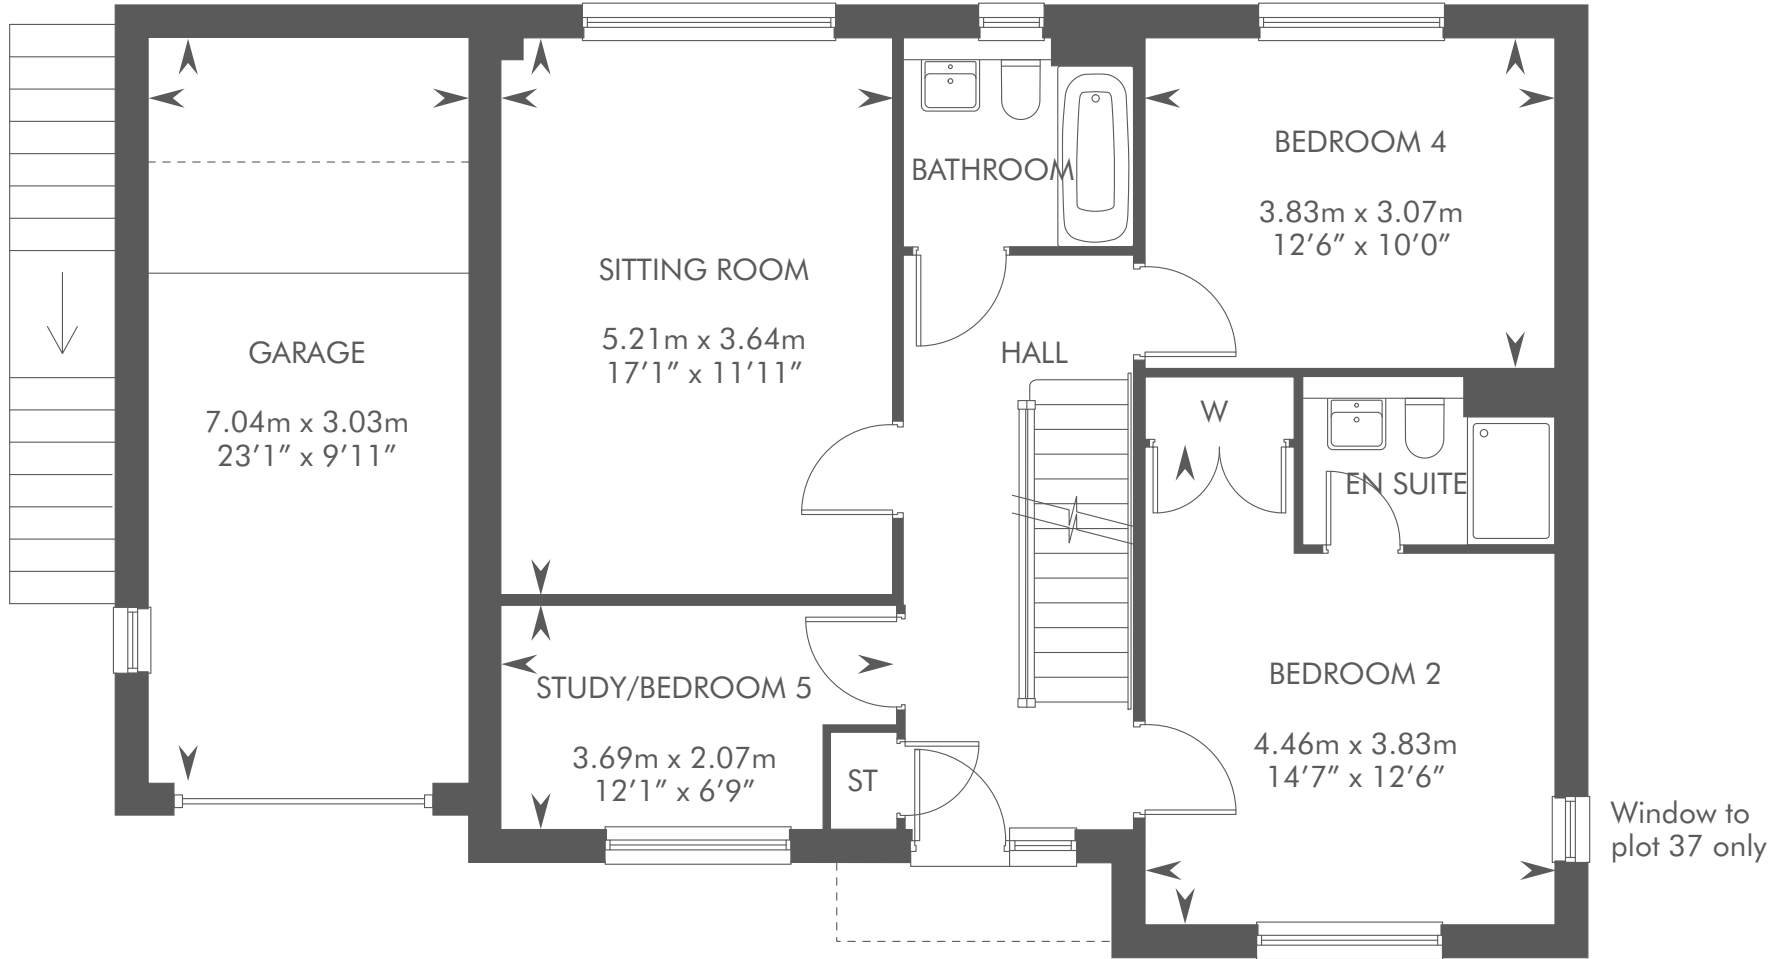 GARAGE
7.04m x 3.03m
23’1” x 9’11”
SITTING ROOM
5.21m x 3.64m
17’1” x 11’11”
BATHROOM
BEDROOM 4
3.83m x 3.07m
12’6” x 10’0”
HALL
W
EN SUITE
STUDY/BEDROOM 5
3.69m x 2.07m
12’1” x 6’9”
ST
BEDROOM 2
4.46m x 3.83m
14’7” x 12’6”
Window to
plot 37 only